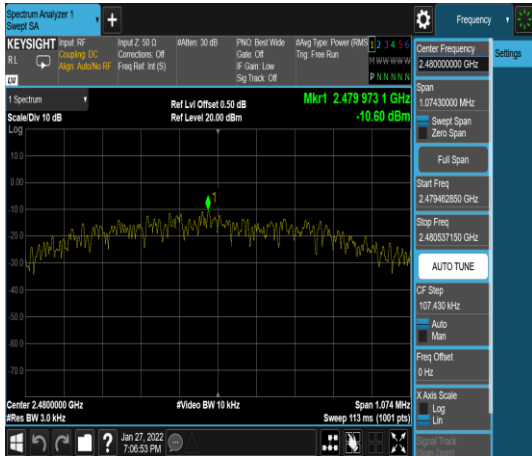 Spectrum Analyzer 1
Swept SA
Frequency
KEYSIGHT
RL
LXI
Input: RF
Coupling: DC
Align: Auto/No RF
Input Z: 50 Ω
Corrections: Off
Freq Ref: Int (S)
#Atten: 30 dB
PNO: Best Wide
Gate: Off
IF Gain: Low
Sig Track: Off
#Avg Type: Power (RMS
Trig: Free Run
1 2 3 4 5 6
M W W W W W
P N N N N N
1 Spectrum
Scale/Div 10 dB
Log
Ref Lvl Offset 0.50 dB
Ref Level 20.00 dBm
Mkr1 2.479 973 1 GHz
-10.60 dBm
1
10.0
0.00
-10.0
-20.0
-30.0
-40.0
-50.0
-60.0
-70.0
Center 2.4800000 GHz
#Res BW 3.0 kHz
#Video BW 10 kHz
Span 1.074 MHz
Sweep 113 ms (1001 pts)
Jan 27, 2022
7:06:53 PM
Center Frequency
2.480000000 GHz
Span
1.07430000 MHz
Swept Span
Zero Span
Full Span
Start Freq
2.479462850 GHz
Stop Freq
2.480537150 GHz
AUTO TUNE
CF Step
107.430 kHz
Auto
Man
Freq Offset
0 Hz
X Axis Scale
Log
Lin
Signal Track
(Span Zoom)
Settings